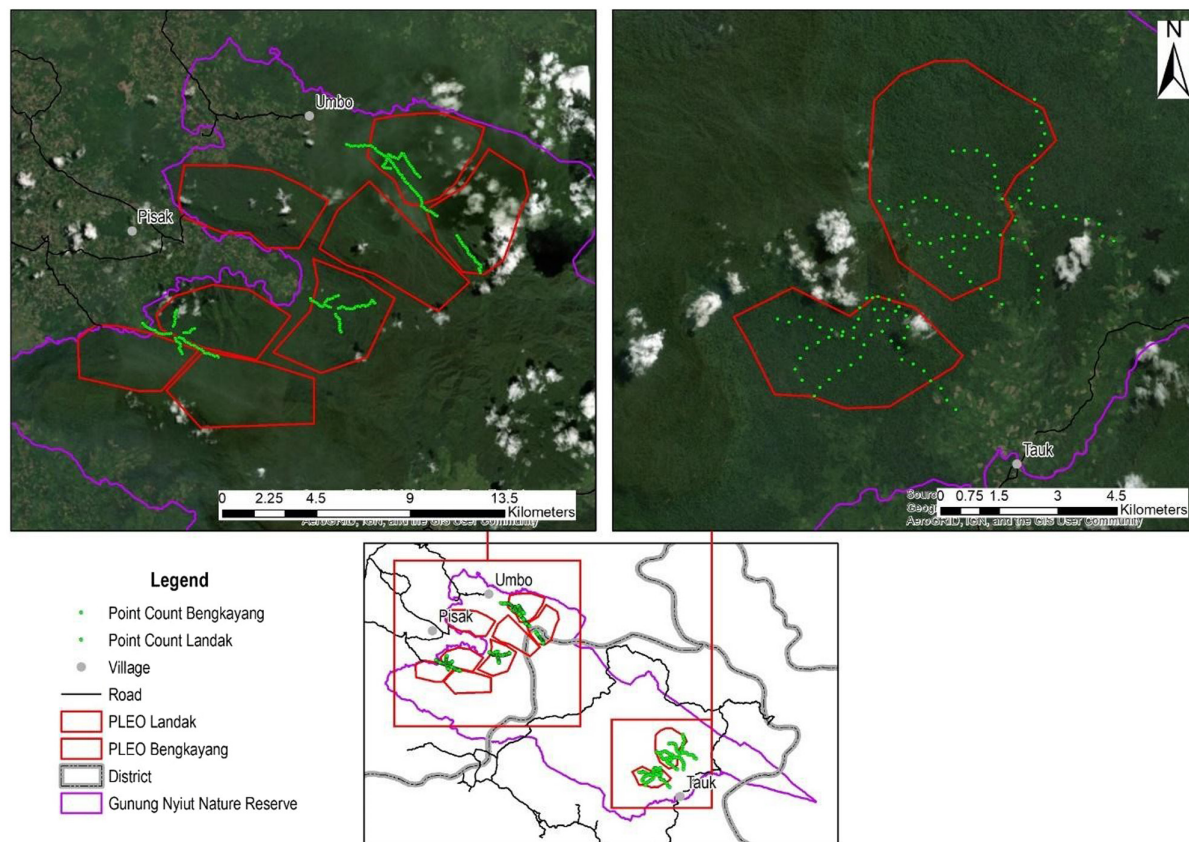 Umbo
Pisak
0 2.25 4.5 9 13.5
Kilometers
AeroGRID, IGN, and the GIS User Community
N
Tauk
0 0.75 1.5 3 4.5
Kilometers
AeroGRID, IGN, and the GIS User Community
Legend
Point Count Bengkayang
Point Count Landak
Village
Road
PLEO Landak
PLEO Bengkayang
District
Gunung Nyiut Nature Reserve
Umbo
Pisak
Tauk